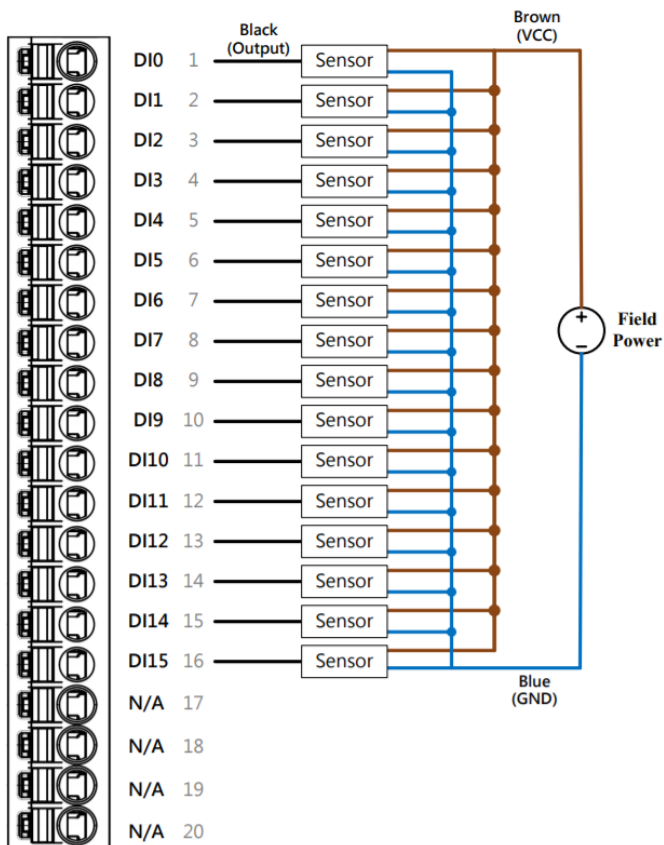 Black
(Output)
Brown
(VCC)
DI0 1 Sensor
DI1 2 Sensor
DI2 3 Sensor
DI3 4 Sensor
DI4 5 Sensor
DI5 6 Sensor
DI6 7 Sensor
+
Field
Power
−
DI7 8 Sensor
DI8 9 Sensor
DI9 10 Sensor
DI10 11 Sensor
DI11 12 Sensor
DI12 13 Sensor
DI13 14 Sensor
DI14 15 Sensor
DI15 16 Sensor
Blue
(GND)
N/A 17
N/A 18
N/A 19
N/A 20